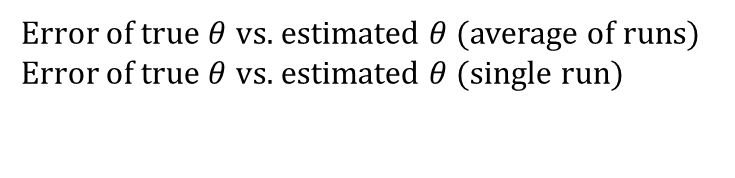 Error of true 𝜃 vs. estimated 𝜃 (average of runs)
Error of true 𝜃 vs. estimated 𝜃 (single run)